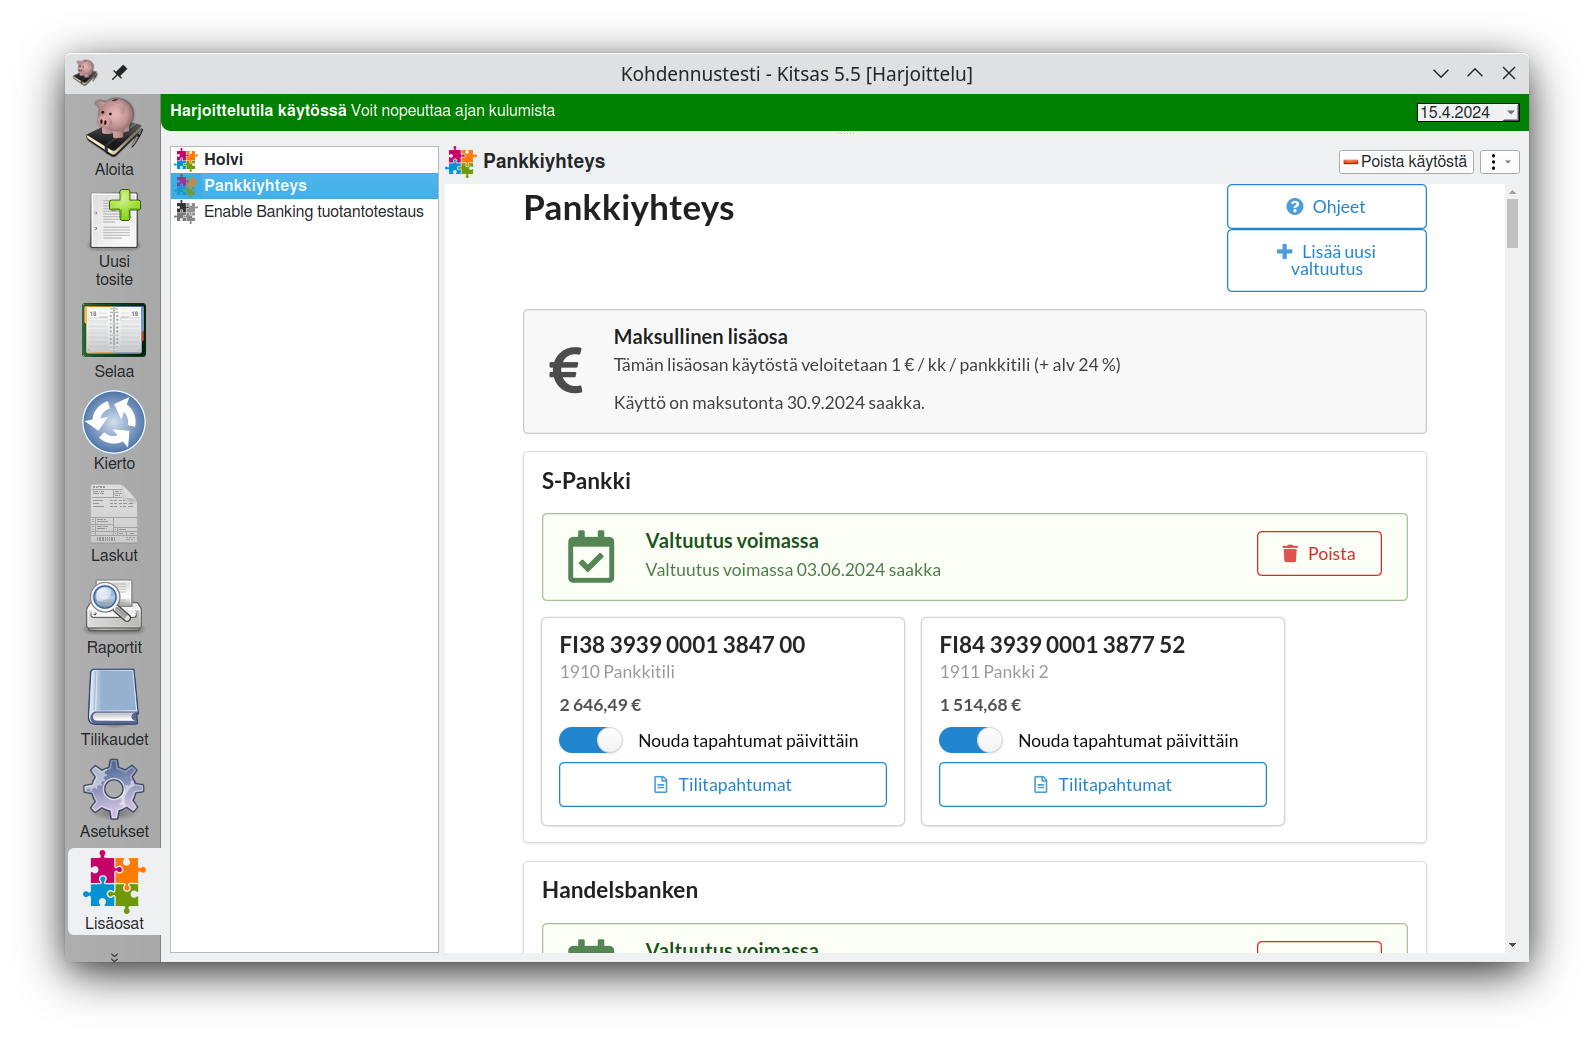 Kohdennustesti - Kitsas 5.5 [Harjoittelu]
Harjoittelutila käytössä Voit nopeuttaa ajan kulumista
15.4.2024
Aloita
Uusi
tosite
Selaa
Kierto
Laskut
Raportit
Tilikaudet
Asetukset
Lisäosat
Holvi
Pankkiyhteys
Enable Banking tuotantotestaus
Pankkiyhteys
Poista käytöstä
Pankkiyhteys
Ohjeet
Lisää uusi
valtuutus
Maksullinen lisäosa
Tämän lisäosan käytöstä veloitetaan 1 € / kk / pankkitili (+ alv 24 %)
Käyttö on maksutonta 30.9.2024 saakka.
S-Pankki
Valtuutus voimassa
Valtuutus voimassa 03.06.2024 saakka
Poista
FI38 3939 0001 3847 00
1910 Pankkitili
2 646,49 €
Nouda tapahtumat päivittäin
Tilitapahtumat
FI84 3939 0001 3877 52
1911 Pankki 2
1 514,68 €
Nouda tapahtumat päivittäin
Tilitapahtumat
Handelsbanken
Valtuutus voimassa